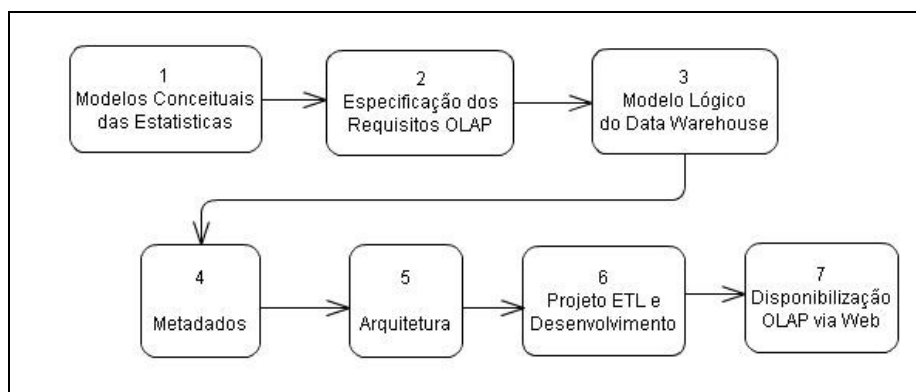 1
Modelos Conceituais
das Estatisticas
2
Especificação dos
Requisitos OLAP
3
Modelo Lógico
do Data Warehouse
4
Metadados
5
Arquitetura
6
Projeto ETL e
Desenvolvimento
7
Disponibilização
OLAP via Web